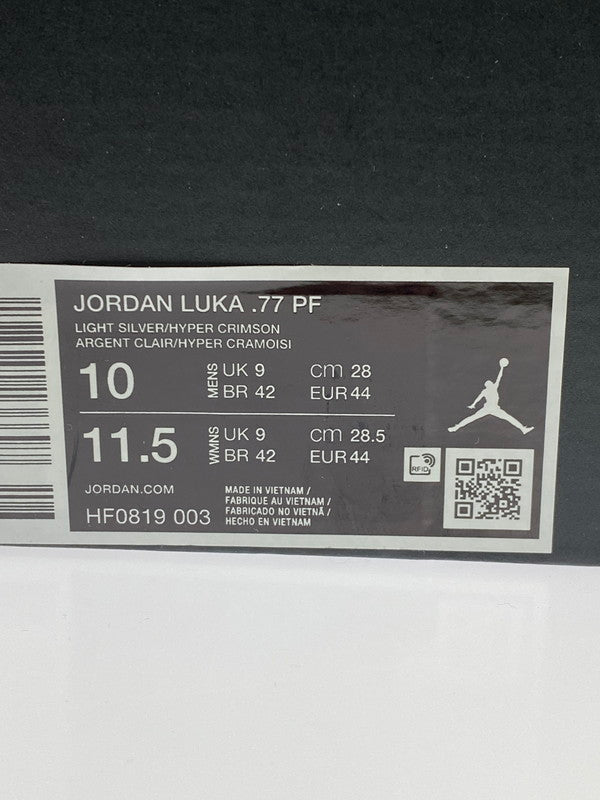 JORDAN LUKA .77 PF
LIGHT SILVER/HYPER CRIMSON
ARGENT CLAIR/HYPER CRAMOISI
10 MENS UK 9 cm 28
BR 42 EUR 44
11.5 WMNS UK 9 cm 28.5
BR 42 EUR 44
RFID
JORDAN.COM
HF0819 003
MADE IN VIETNAM /
FABRIQUE AU VIETNAM /
FABRICADO NO VIETNÃ /
HECHO EN VIETNAM